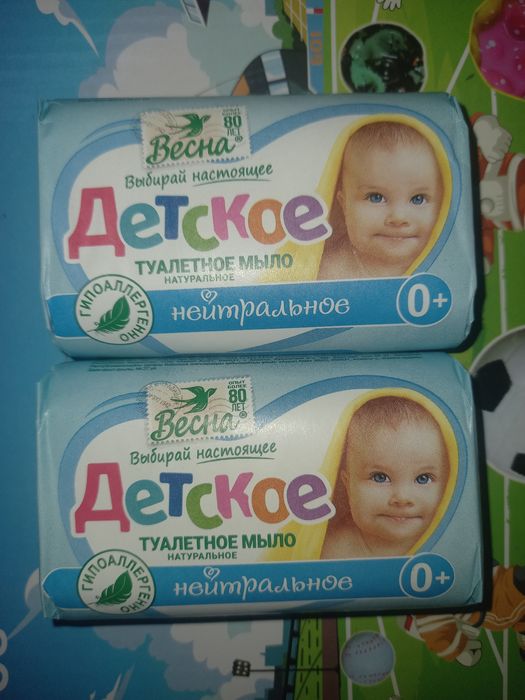 ОПЫТ БОЛЕЕ
80
ЛЕТ
Весна
Выбирай настоящее
Детское
ТУАЛЕТНОЕ МЫЛО
НАТУРАЛЬНОЕ
ГИПОАЛЛЕРГЕННО
нейтральное
0+
ОПЫТ БОЛЕЕ
80
ЛЕТ
Весна
Выбирай настоящее
Детское
ТУАЛЕТНОЕ МЫЛО
НАТУРАЛЬНОЕ
ГИПОАЛЛЕРГЕННО
нейтральное
0+